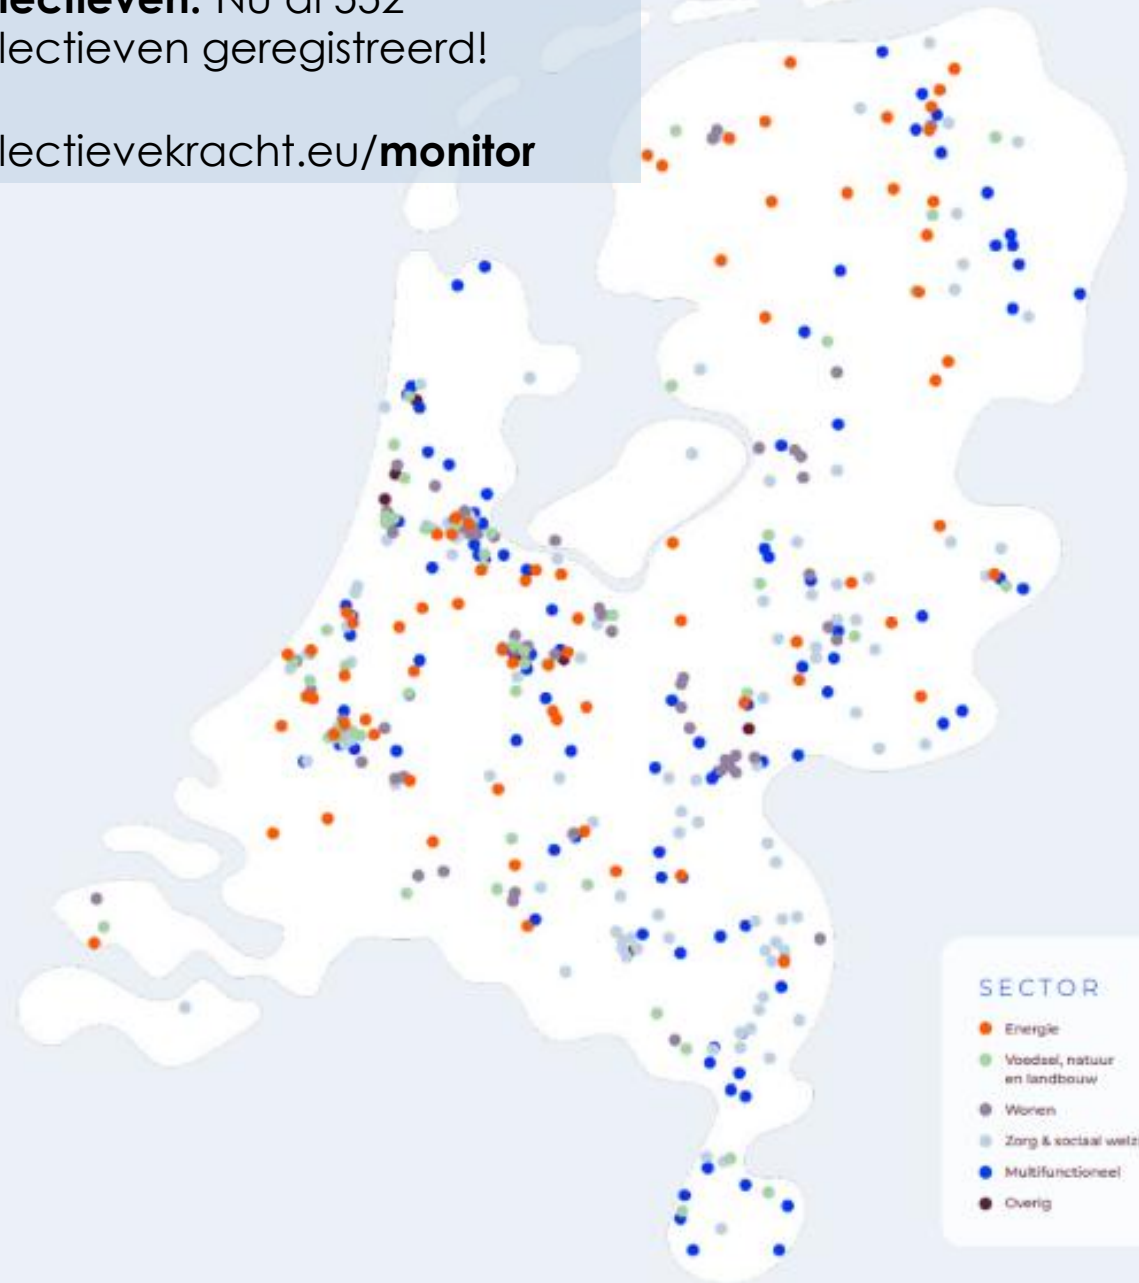 lectieven. Nu al 552
lectieven geregistreerd!
lectievekracht.eu/monitor
SECTOR
Energie
Voedsel, natuur
en landbouw
Wonen
Zorg & sociaal welz
Multifunctioneel
Overig